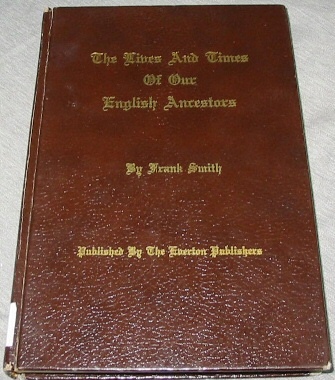 The Lives And Times
Of Our
English Ancestors
By Frank Smith
Published By The Everton Publishers